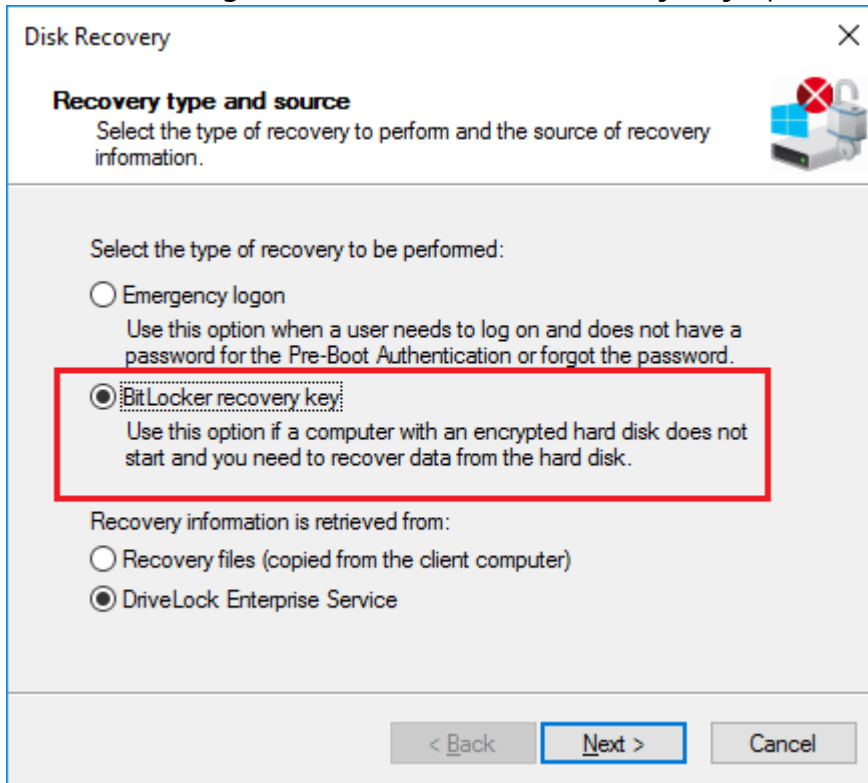 Disk Recovery
Recovery type and source
Select the type of recovery to perform and the source of recovery
information.
Select the type of recovery to be performed:
Emergency logon
Use this option when a user needs to log on and does not have a
password for the Pre-Boot Authentication or forgot the password.
BitLocker recovery key
Use this option if a computer with an encrypted hard disk does not
start and you need to recover data from the hard disk.
Recovery information is retrieved from:
Recovery files (copied from the client computer)
DriveLock Enterprise Service
< Back Next > Cancel